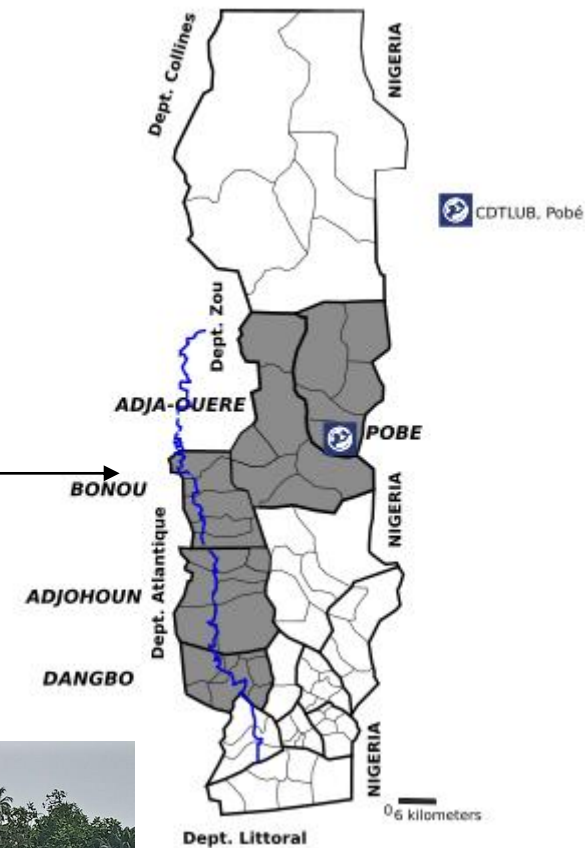 Dept. Collines
NIGERIA
CDTLUB, Pobé
Dept. Zou
ADJA-OUERE
POBE
BONOU
NIGERIA
Dept. Atlantique
ADJOHOUN
DANGBO
NIGERIA
0 6 kilometers
Dept. Littoral